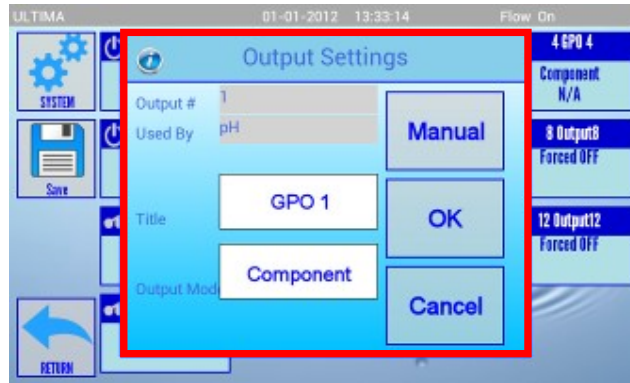 ULTIMA 01-01-2012 13:33:14 Flow On
SYSTEM
Save
RETURN
Output Settings
Output # 1
Used By pH
Title GPO 1
Output Mode Component
Manual
OK
Cancel
4 GPO 4
Component
N/A
8 Output8
Forced OFF
12 Output12
Forced OFF